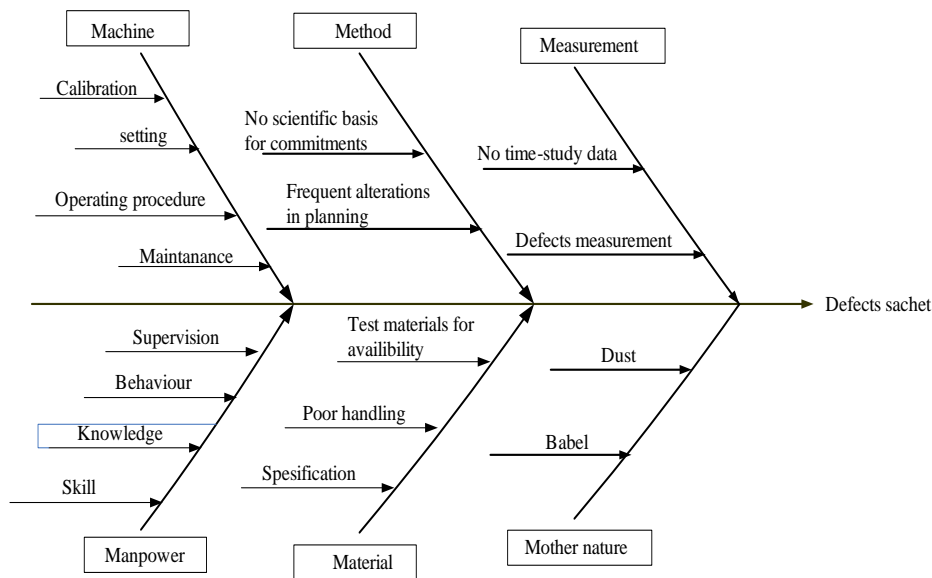 Machine
Method
Measurement
Calibration
setting
Operating procedure
Maintanance
No scientific basis
for commitments
Frequent alterations
in planning
No time-study data
Defects measurement
Defects sachet
Supervision
Behaviour
Knowledge
Skill
Test materials for
availibility
Poor handling
Spesification
Dust
Babel
Manpower
Material
Mother nature